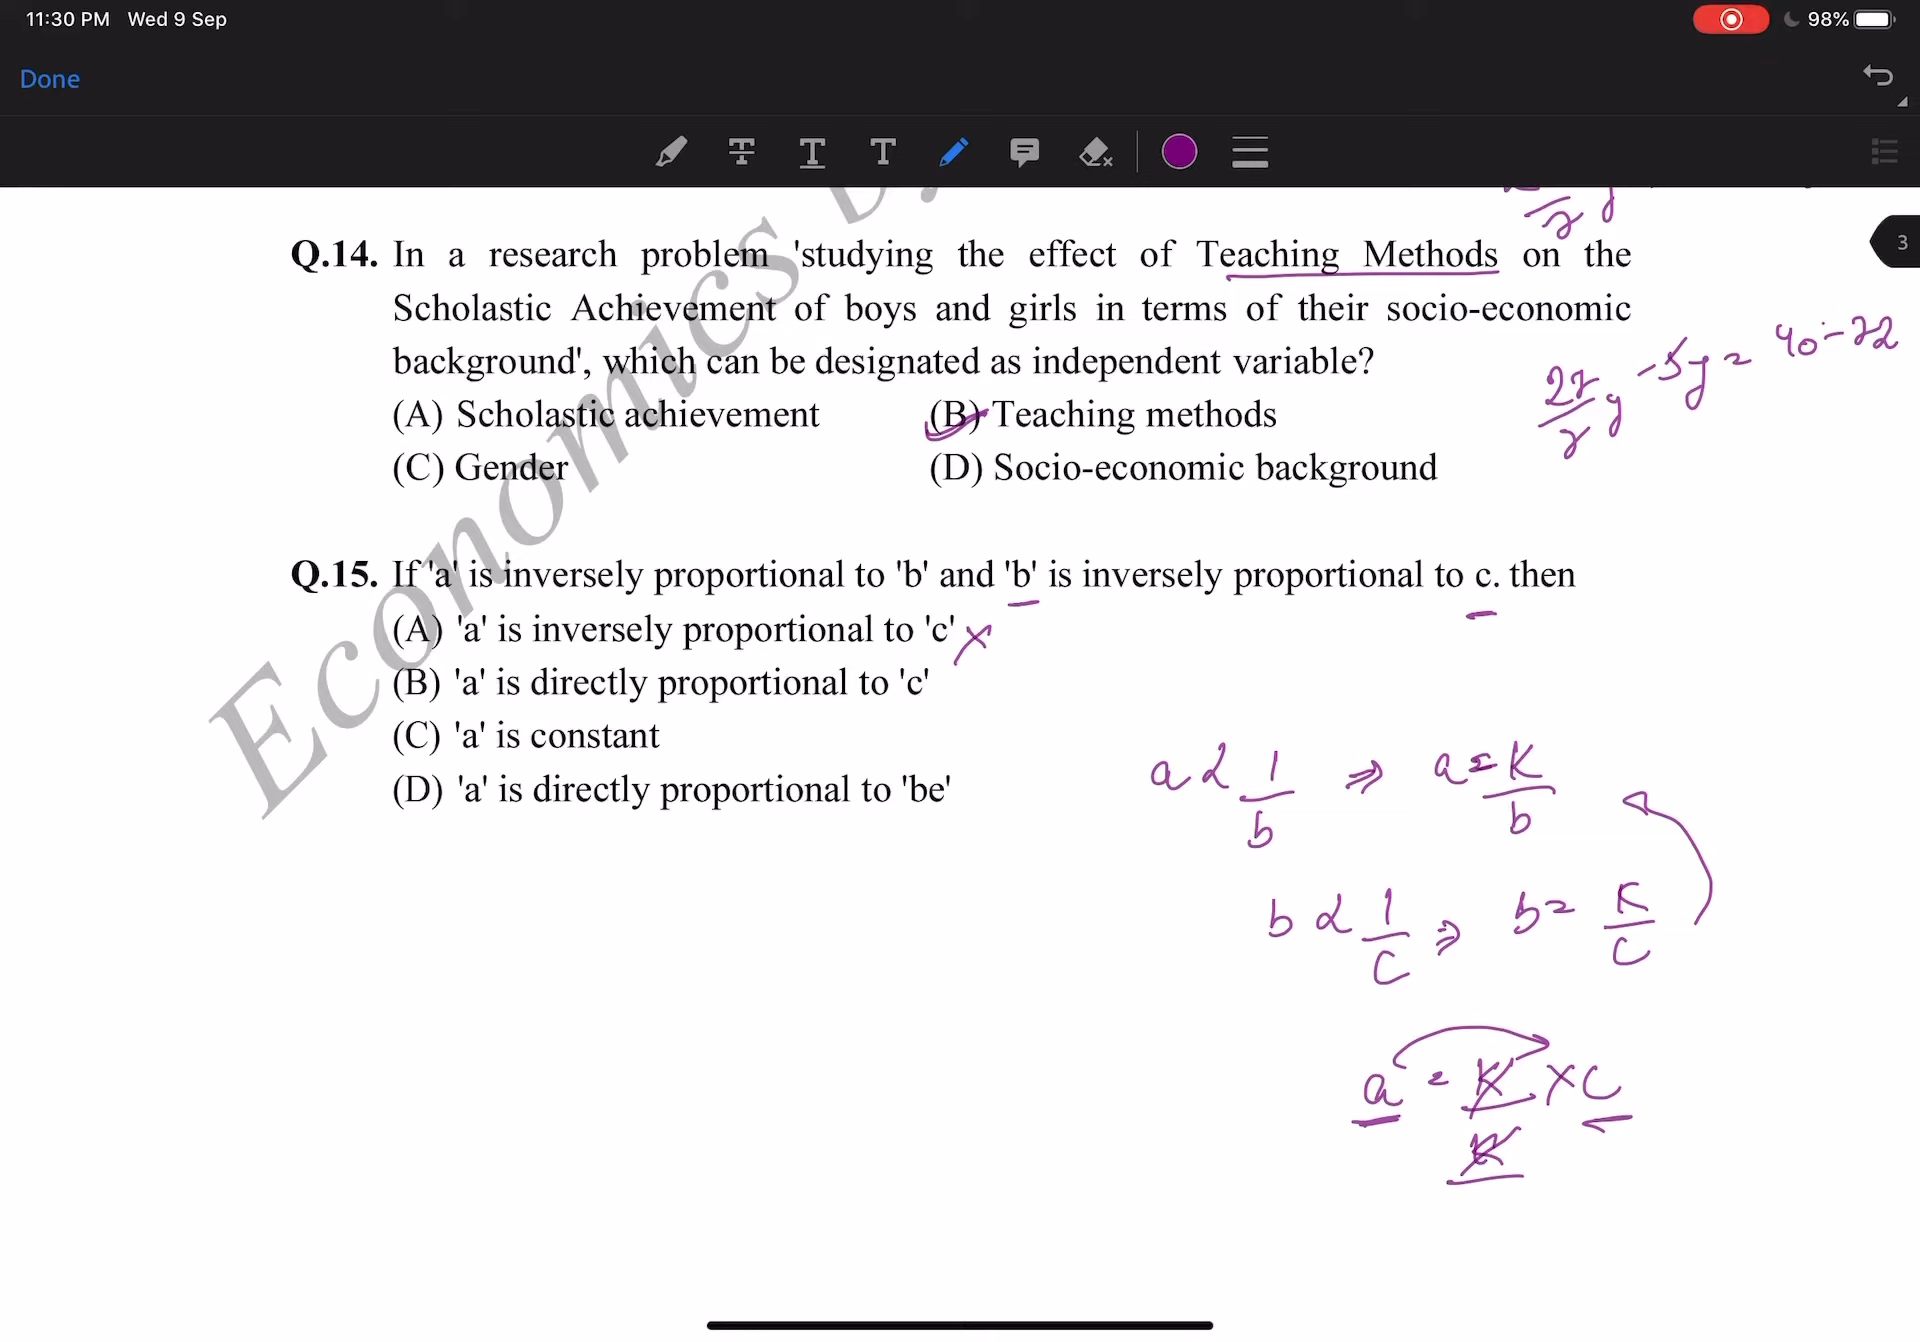 11:30 PM Wed 9 Sep
98%
Done
3
Q.14. In a research problem 'studying the effect of Teaching Methods on the
Scholastic Achievement of boys and girls in terms of their socio-economic
background', which can be designated as independent variable?
(A) Scholastic achievement (B) Teaching methods
(C) Gender (D) Socio-economic background
Q.15. If 'a' is inversely proportional to 'b' and 'b' is inversely proportional to c. then
(A) 'a' is inversely proportional to 'c' ×
(B) 'a' is directly proportional to 'c'
(C) 'a' is constant
(D) 'a' is directly proportional to 'be'
a α 1/b ⇒ a = K/b
b α 1/C ⇒ b = K/C
a = K/K × C
Economics